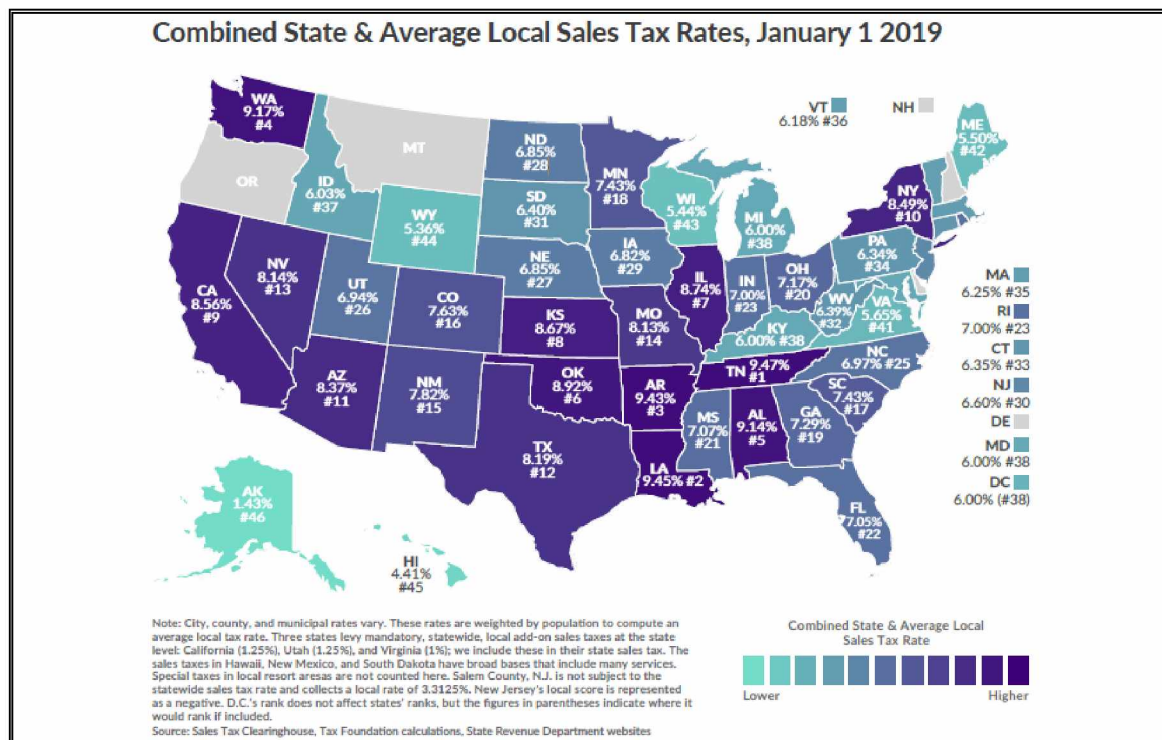 Combined State & Average Local Sales Tax Rates, January 1 2019
WA
9.17%
#4
OR
MT
ID
6.03%
#37
WY
5.36%
#44
ND
6.85%
#28
SD
6.40%
#31
NE
6.85%
#27
MN
7.43%
#18
IA
6.82%
#29
WI
5.44%
#43
MI
6.00%
#38
VT
6.18% #36
NH
ME
5.50%
#42
NY
8.49%
#10
PA
6.34%
#34
CA
8.56%
#9
NV
8.14%
#13
UT
6.94%
#26
CO
7.63%
#16
KS
8.67%
#8
MO
8.13%
#14
IL
8.74%
#7
IN
7.00%
#23
OH
7.17%
#20
WV
6.39%
#32
VA
5.65%
#41
KY
6.00% #38
NC
6.97% #25
TN 9.47%
#1
SC
7.43%
#17
AZ
8.37%
#11
NM
7.82%
#15
OK
8.92%
#6
AR
9.43%
#3
MS
7.07%
#21
AL
9.14%
#5
GA
7.29%
#19
TX
8.19%
#12
LA
9.45% #2
FL
7.05%
#22
AK
1.43%
#46
HI
4.41%
#45
MA
6.25% #35
RI
7.00% #23
CT
6.35% #33
NJ
6.60% #30
DE
MD
6.00% #38
DC
6.00% (#38)
Note: City, county, and municipal rates vary. These rates are weighted by population to compute an
average local tax rate. Three states levy mandatory, statewide, local add-on sales taxes at the state
level: California (1.25%), Utah (1.25%), and Virginia (1%); we include these in their state sales tax. The
sales taxes in Hawaii, New Mexico, and South Dakota have broad bases that include many services.
Special taxes in local resort aresas are not counted here. Salem County, N.J. is not subject to the
statewide sales tax rate and collects a local rate of 3.3125%. New Jersey's local score is represented
as a negative. D.C.'s rank does not affect states' ranks, but the figures in parentheses indicate where it
would rank if included.
Source: Sales Tax Clearinghouse, Tax Foundation calculations, State Revenue Department websites
Combined State & Average Local
Sales Tax Rate
Lower
Higher